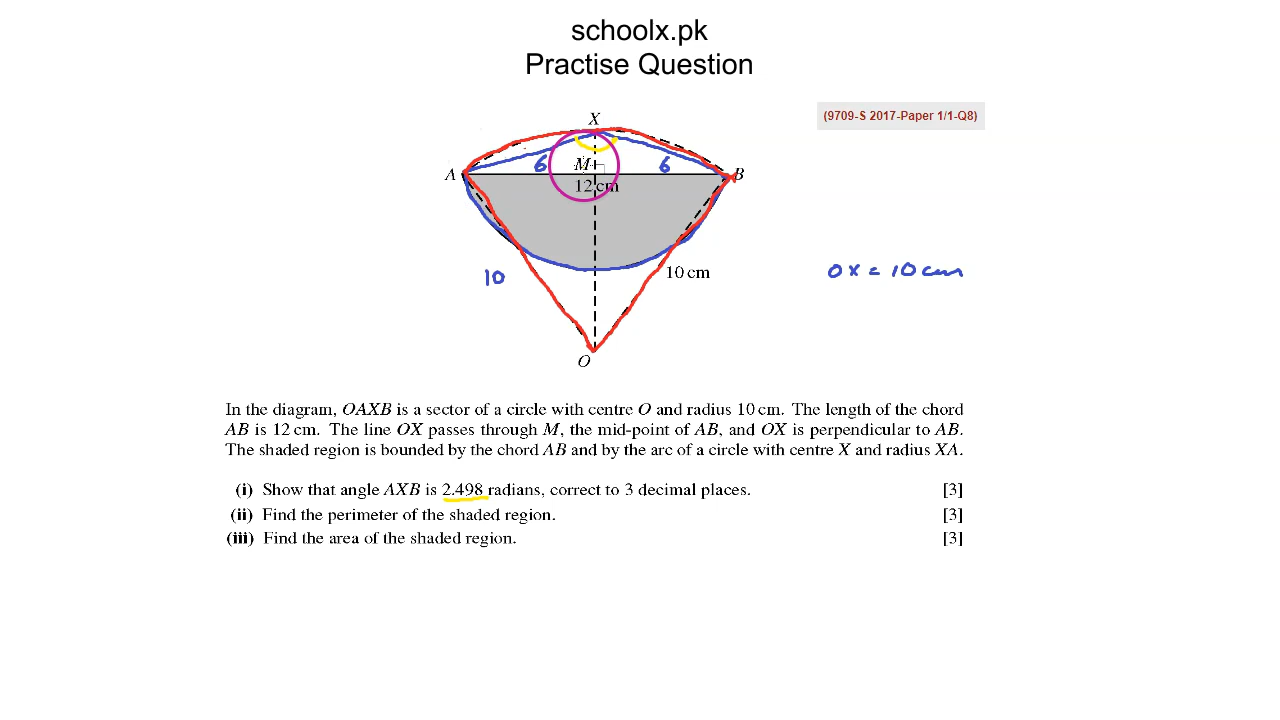 schoolx.pk
Practise Question
(9709-S 2017-Paper 1/1-Q8)
X
6
M
6
A
B
12 cm
10
10 cm
OX = 10 cm
O
In the diagram, OAXB is a sector of a circle with centre O and radius 10 cm. The length of the chord
AB is 12 cm. The line OX passes through M, the mid-point of AB, and OX is perpendicular to AB.
The shaded region is bounded by the chord AB and by the arc of a circle with centre X and radius XA.
(i) Show that angle AXB is 2.498 radians, correct to 3 decimal places. [3]
(ii) Find the perimeter of the shaded region. [3]
(iii) Find the area of the shaded region. [3]